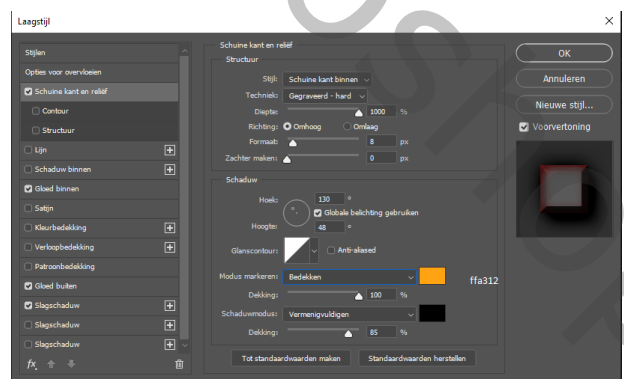 Laagstijl
Stijlen
Opties voor overvloeien
Schuine kant en reliëf
Contour
Structuur
Lijn
Schaduw binnen
Gloed binnen
Satijn
Kleurbedekking
Verloopbedekking
Patroonbedekking
Gloed buiten
Slagschaduw
Slagschaduw
Slagschaduw
fx
Schuine kant en reliëf
Structuur
Stijl: Schuine kant binnen
Techniek: Gegraveerd - hard
Diepte: 1000 %
Richting: Omhoog Omlaag
Formaat: 8 px
Zachter maken: 0 px
Schaduw
Hoek: 130 °
Globale belichting gebruiken
Hoogte: 48 °
Glanscontour: Anti-aliased
Modus markeren: Bedekken ffa312
Dekking: 100 %
Schaduwmodus: Vermenigvuldigen
Dekking: 85 %
Tot standaardwaarden maken Standaardwaarden herstellen
OK
Annuleren
Nieuwe stijl...
Voorvertoning